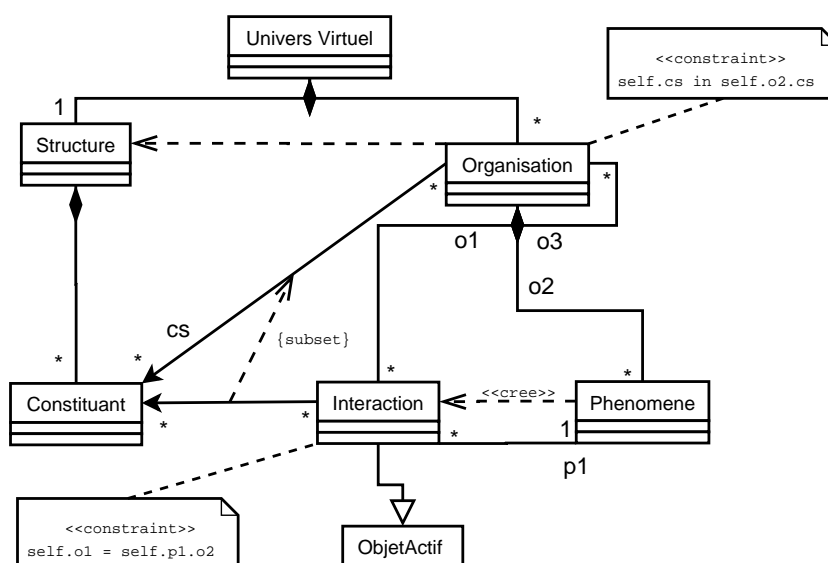 Univers Virtuel
<<constraint>>
self.cs in self.o2.cs
1
*
Structure
Organisation
*
*
o1
o3
o2
cs
{subset}
*
*
*
*
Constituant
Interaction
<<cree>>
Phenomene
*
*
*
1
p1
<<constraint>>
self.o1 = self.p1.o2
ObjetActif